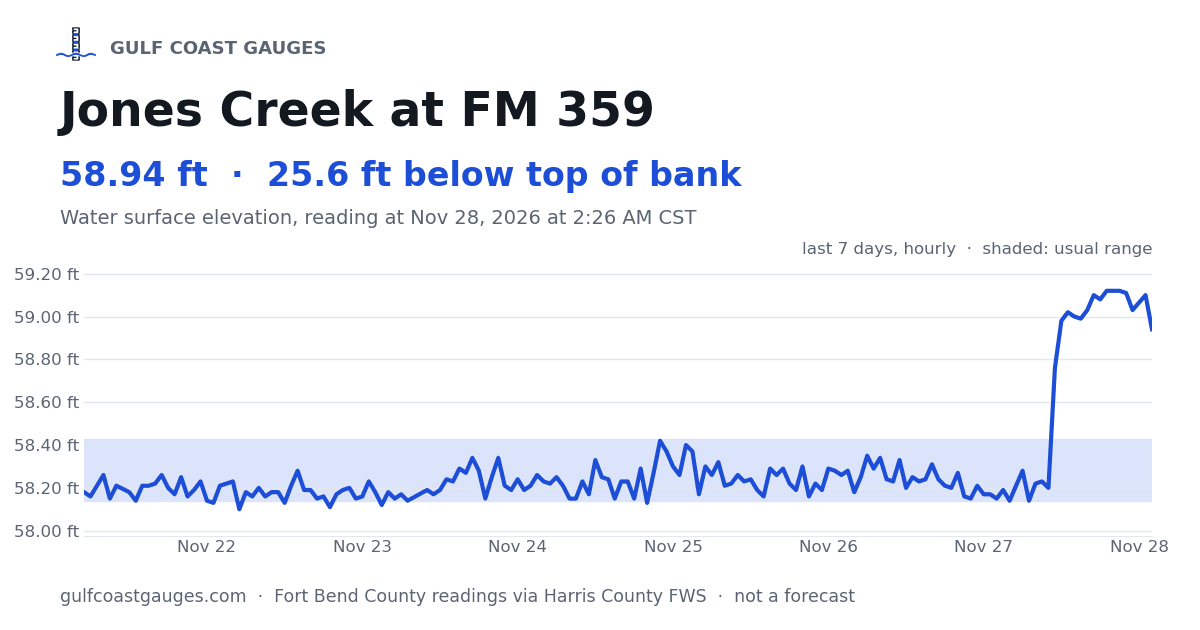 GULF COAST GAUGES
Jones Creek at FM 359
58.94 ft · 25.6 ft below top of bank
Water surface elevation, reading at Nov 28, 2026 at 2:26 AM CST
last 7 days, hourly · shaded: usual range
59.20 ft
59.00 ft
58.80 ft
58.60 ft
58.40 ft
58.20 ft
58.00 ft
Nov 22 Nov 23 Nov 24 Nov 25 Nov 26 Nov 27 Nov 28
gulfcoastgauges.com · Fort Bend County readings via Harris County FWS · not a forecast